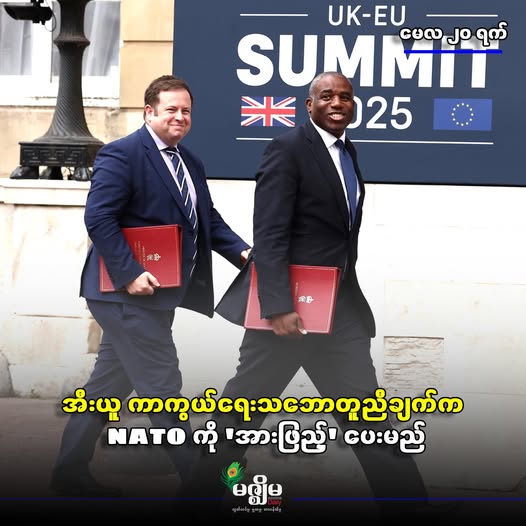 UK-EU
SUMMIT
2025
မေလ ၂၀ ရက်
အီးယူ ကာကွယ်ရေးသဘောတူညီချက်က
NATO ကို 'အားဖြည့်' ပေးမည်
မဇ္ဈိမ
Daily